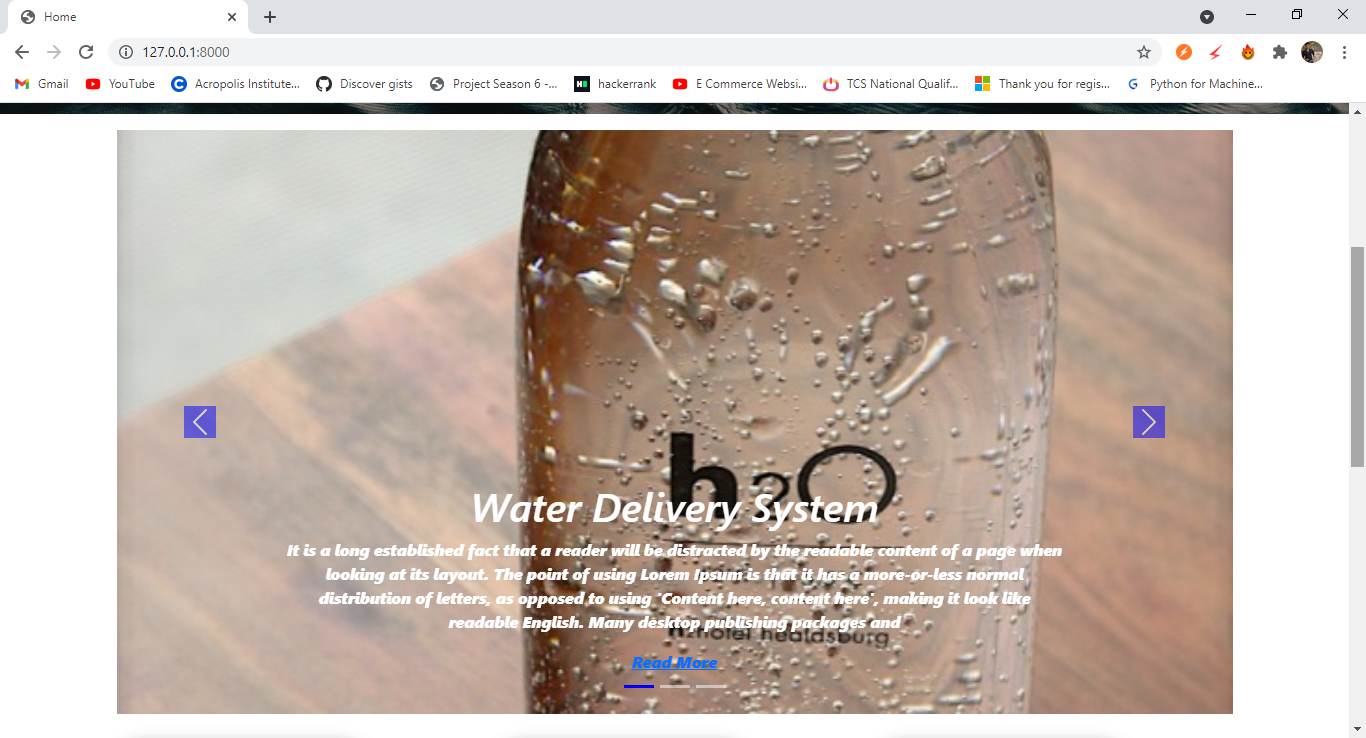 Home
127.0.0.1:8000
Gmail
YouTube
Acropolis Institute...
Discover gists
Project Season 6 -...
hackerrank
E Commerce Websi...
TCS National Qualif...
Thank you for regis...
Python for Machine...
h2O
Water Delivery System
It is a long established fact that a reader will be distracted by the readable content of a page when
looking at its layout. The point of using Lorem Ipsum is that it has a more-or-less normal
distribution of letters, as opposed to using 'Content here, content here', making it look like
readable English. Many desktop publishing packages and
h2hotel healdsburg
Read More